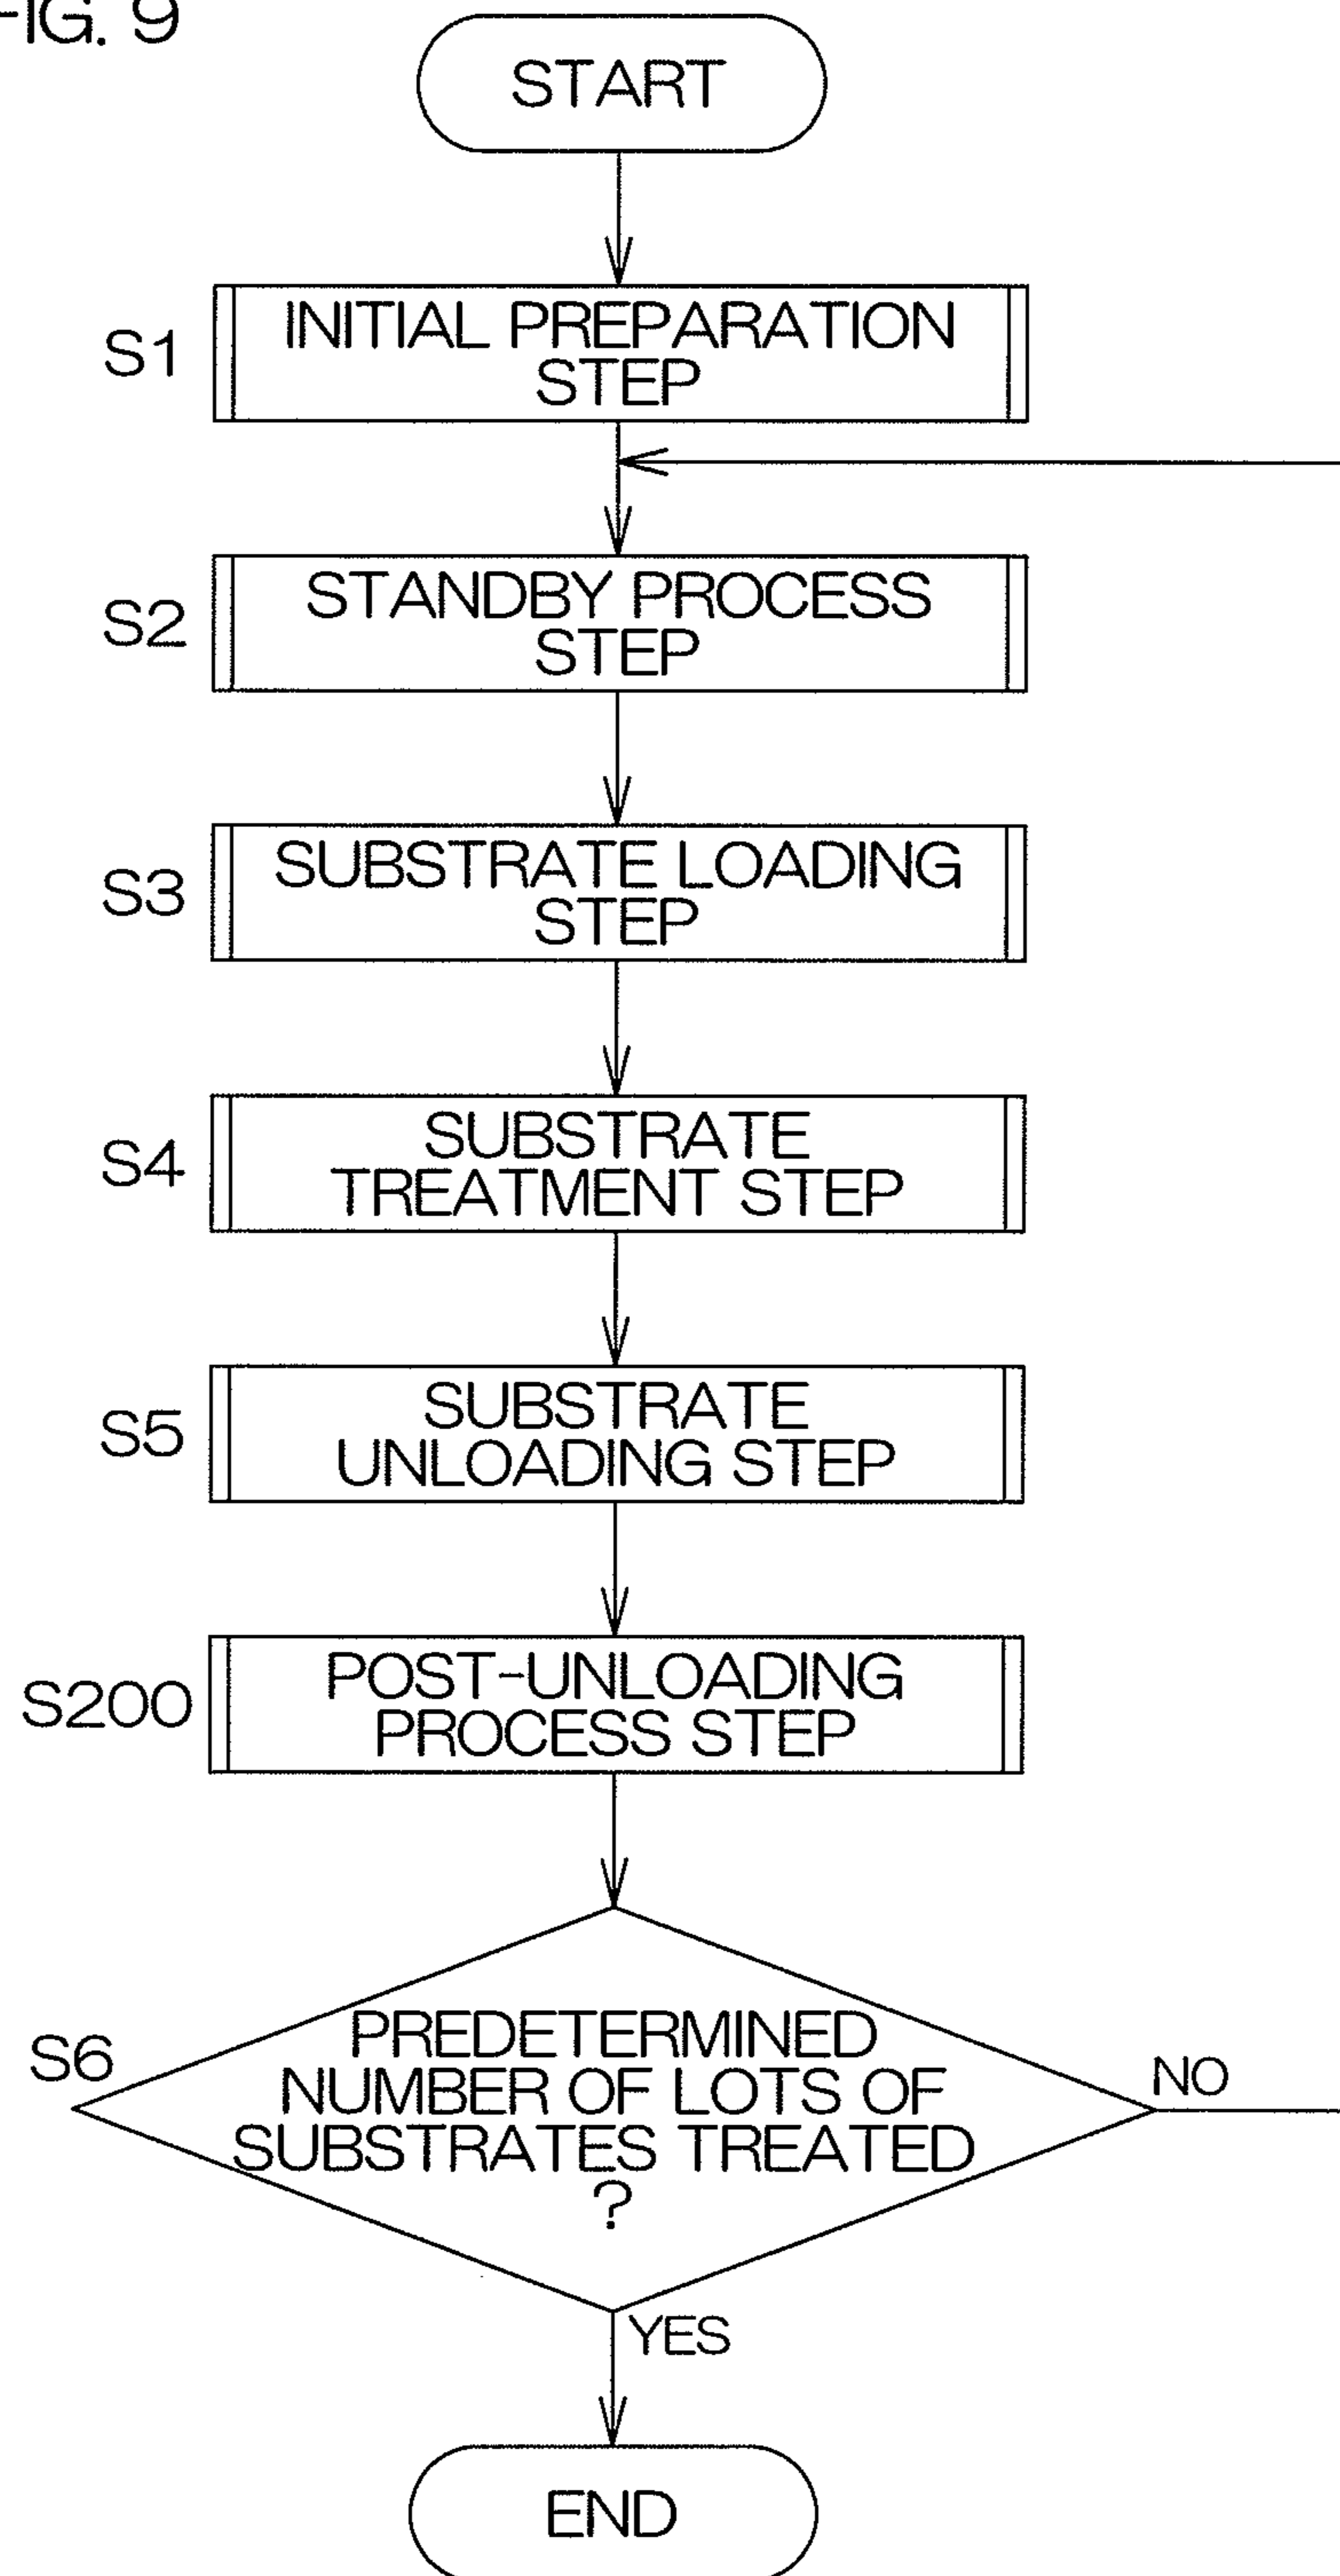 FIG. 9
START
S1
INITIAL PREPARATION
STEP
S2
STANDBY PROCESS
STEP
S3
SUBSTRATE LOADING
STEP
S4
SUBSTRATE
TREATMENT STEP
S5
SUBSTRATE
UNLOADING STEP
S200
POST-UNLOADING
PROCESS STEP
S6
PREDETERMINED
NUMBER OF LOTS OF
SUBSTRATES TREATED
?
NO
YES
END